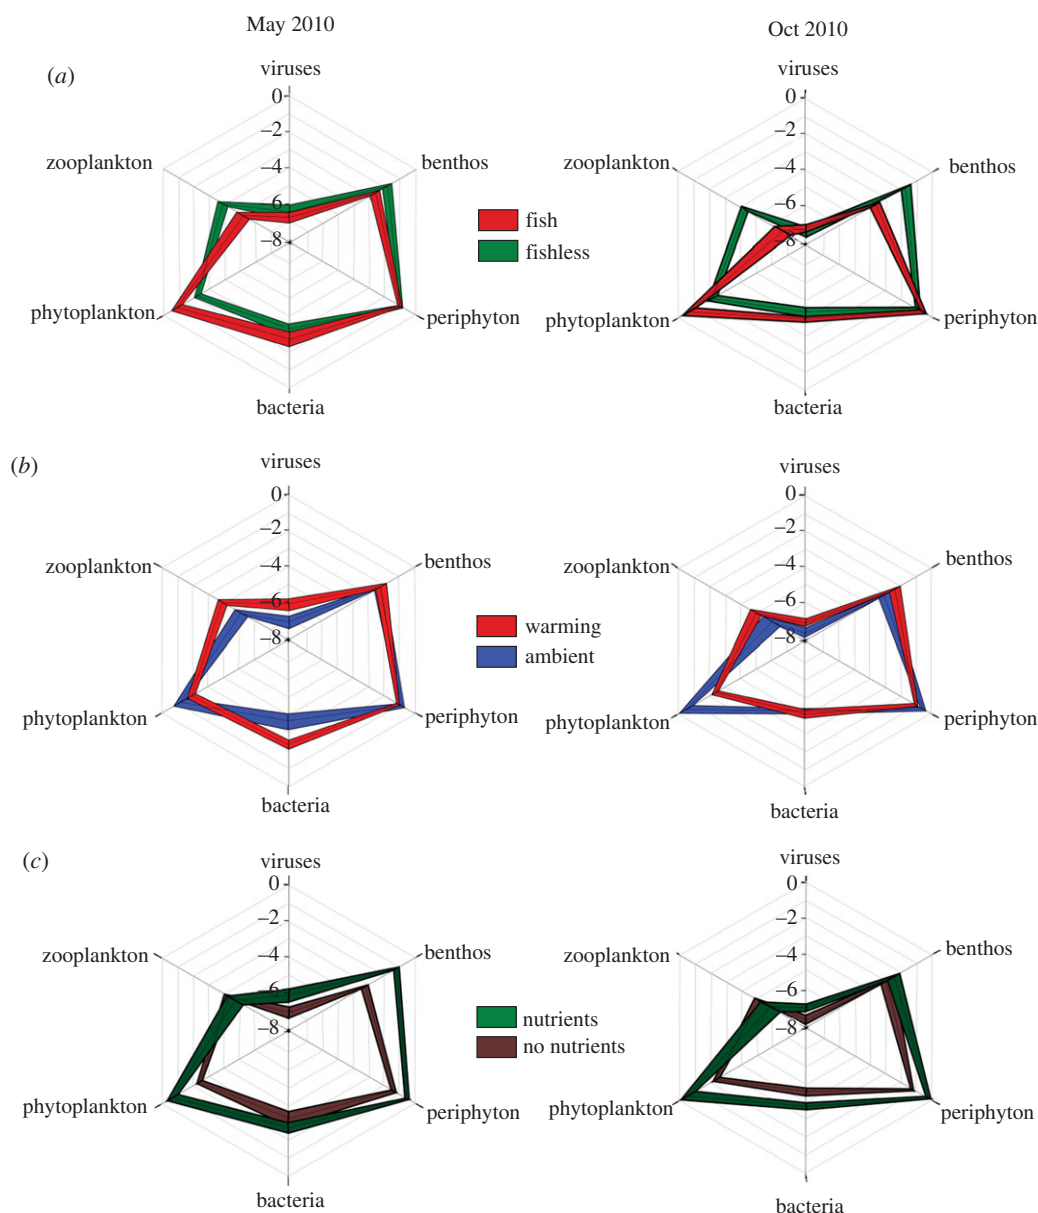 May 2010
Oct 2010
(a)
viruses
0
−2
−4
−6
−8
zooplankton
benthos
phytoplankton
periphyton
bacteria
fish
fishless
viruses
0
−2
−4
−6
−8
zooplankton
benthos
phytoplankton
periphyton
bacteria
(b)
viruses
0
−2
−4
−6
−8
zooplankton
benthos
phytoplankton
periphyton
bacteria
warming
ambient
viruses
0
−2
−4
−6
−8
zooplankton
benthos
phytoplankton
periphyton
bacteria
(c)
viruses
0
−2
−4
−6
−8
zooplankton
benthos
phytoplankton
periphyton
bacteria
nutrients
no nutrients
viruses
0
−2
−4
−6
−8
zooplankton
benthos
phytoplankton
periphyton
bacteria